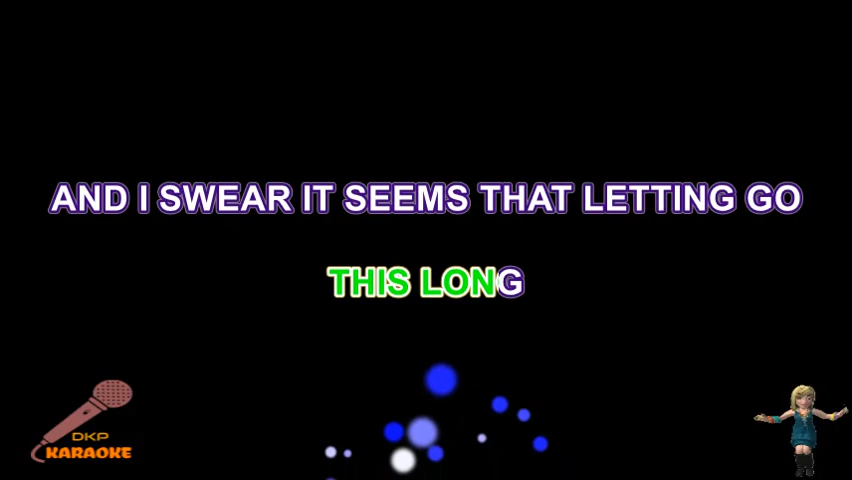 AND I SWEAR IT SEEMS THAT LETTING GO
THIS LONG
DKP
KARAOKE